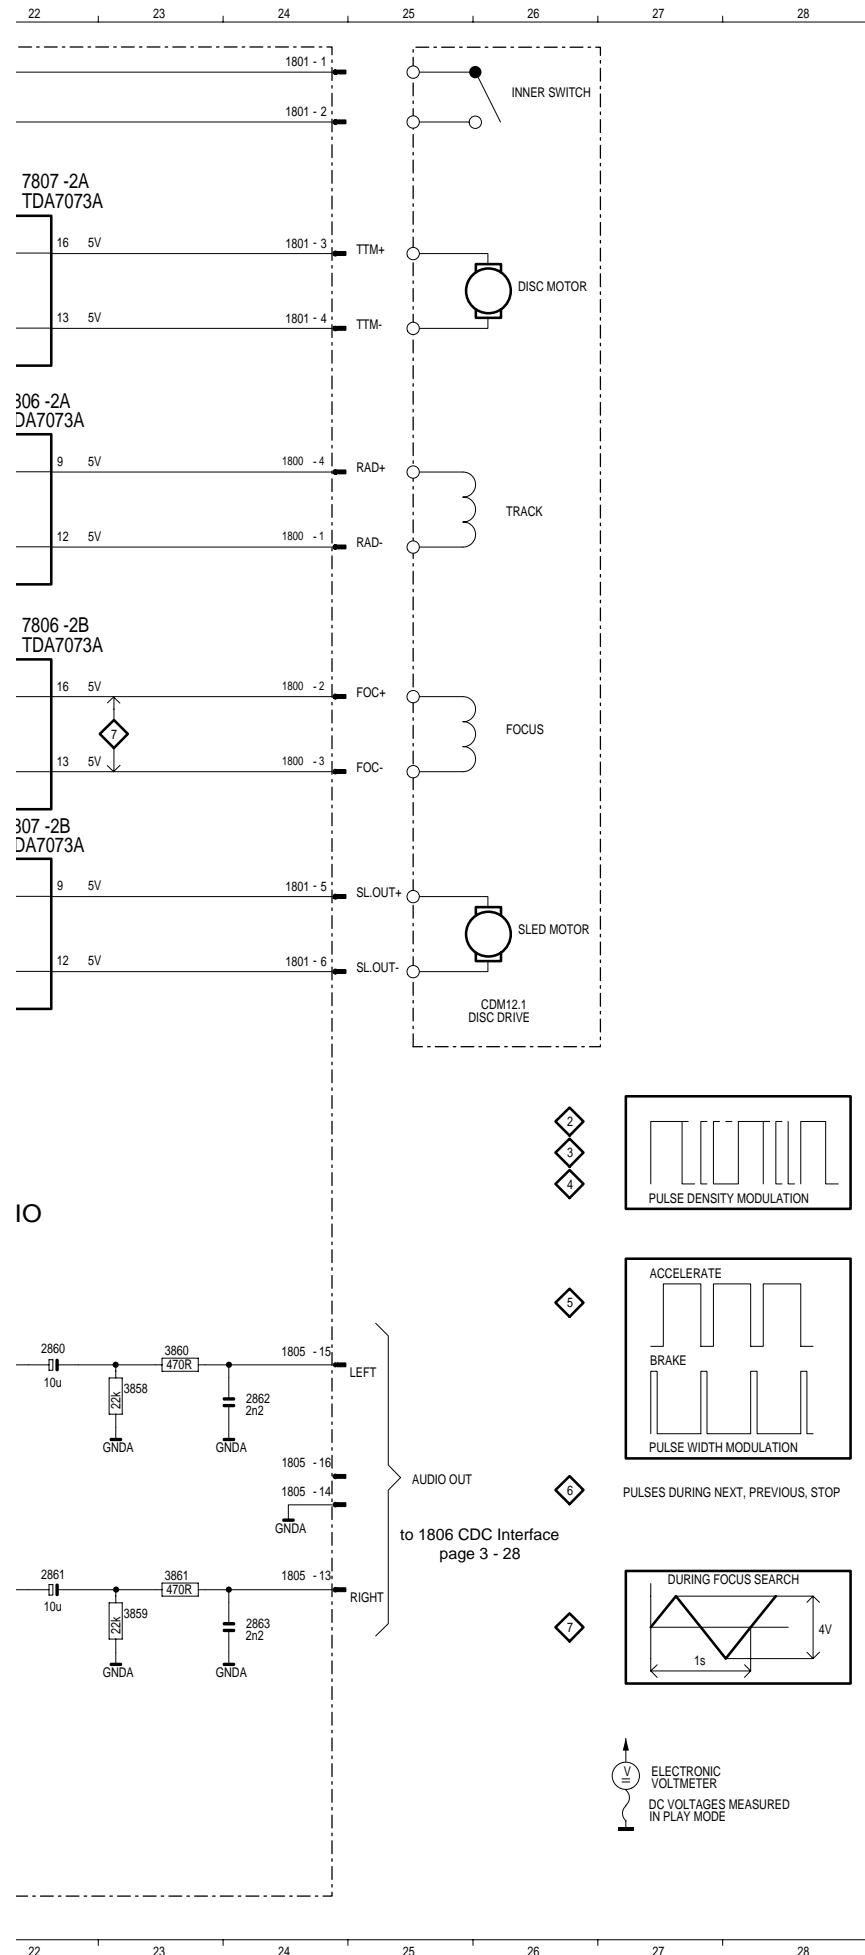 22 23 24 25 26 27 28
1801 - 1
INNER SWITCH
1801 - 2
7807 -2A
TDA7073A
16 5V 1801 - 3 TTM+
DISC MOTOR
13 5V 1801 - 4 TTM-
806 -2A
DA7073A
9 5V 1800 - 4 RAD+
TRACK
12 5V 1800 - 1 RAD-
7806 -2B
TDA7073A
16 5V 1800 - 2 FOC+
7
FOCUS
13 5V 1800 - 3 FOC-
807 -2B
DA7073A
9 5V 1801 - 5 SL.OUT+
SLED MOTOR
12 5V 1801 - 6 SL.OUT-
CDM12.1
DISC DRIVE
2
3
4
PULSE DENSITY MODULATION
IO
ACCELERATE
5
BRAKE
PULSE WIDTH MODULATION
2860
10u
3858
22k
GNDA
3860
470R
2862
2n2
GNDA
1805 - 15
LEFT
1805 - 16
1805 - 14
GNDA
AUDIO OUT
to 1806 CDC Interface
page 3 - 28
6
PULSES DURING NEXT, PREVIOUS, STOP
2861
10u
3859
22k
GNDA
3861
470R
2863
2n2
GNDA
1805 - 13
RIGHT
7
DURING FOCUS SEARCH
4V
1s
V
ELECTRONIC
VOLTMETER
DC VOLTAGES MEASURED
IN PLAY MODE
22 23 24 25 26 27 28